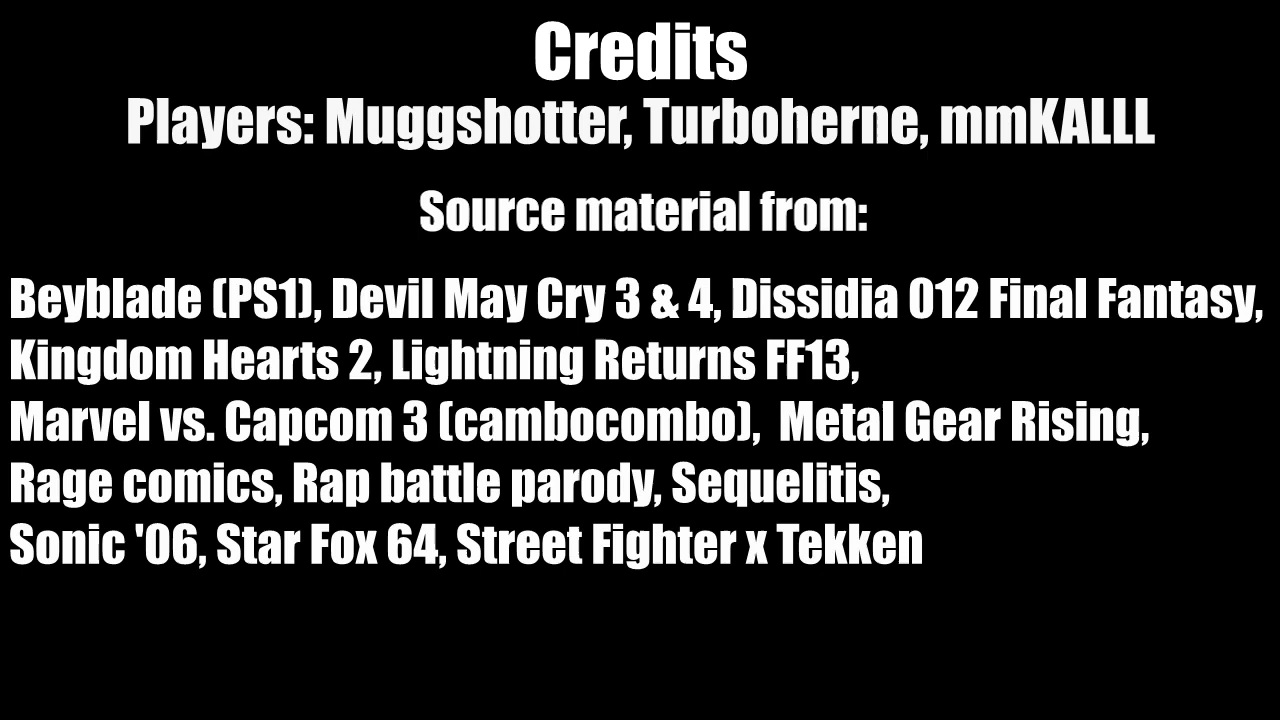 Credits
Players: Muggshotter, Turboherne, mmKALLL
Source material from:
Beyblade (PS1), Devil May Cry 3 & 4, Dissidia 012 Final Fantasy,
Kingdom Hearts 2, Lightning Returns FF13,
Marvel vs. Capcom 3 (cambocombo),  Metal Gear Rising,
Rage comics, Rap battle parody, Sequelitis,
Sonic '06, Star Fox 64, Street Fighter x Tekken